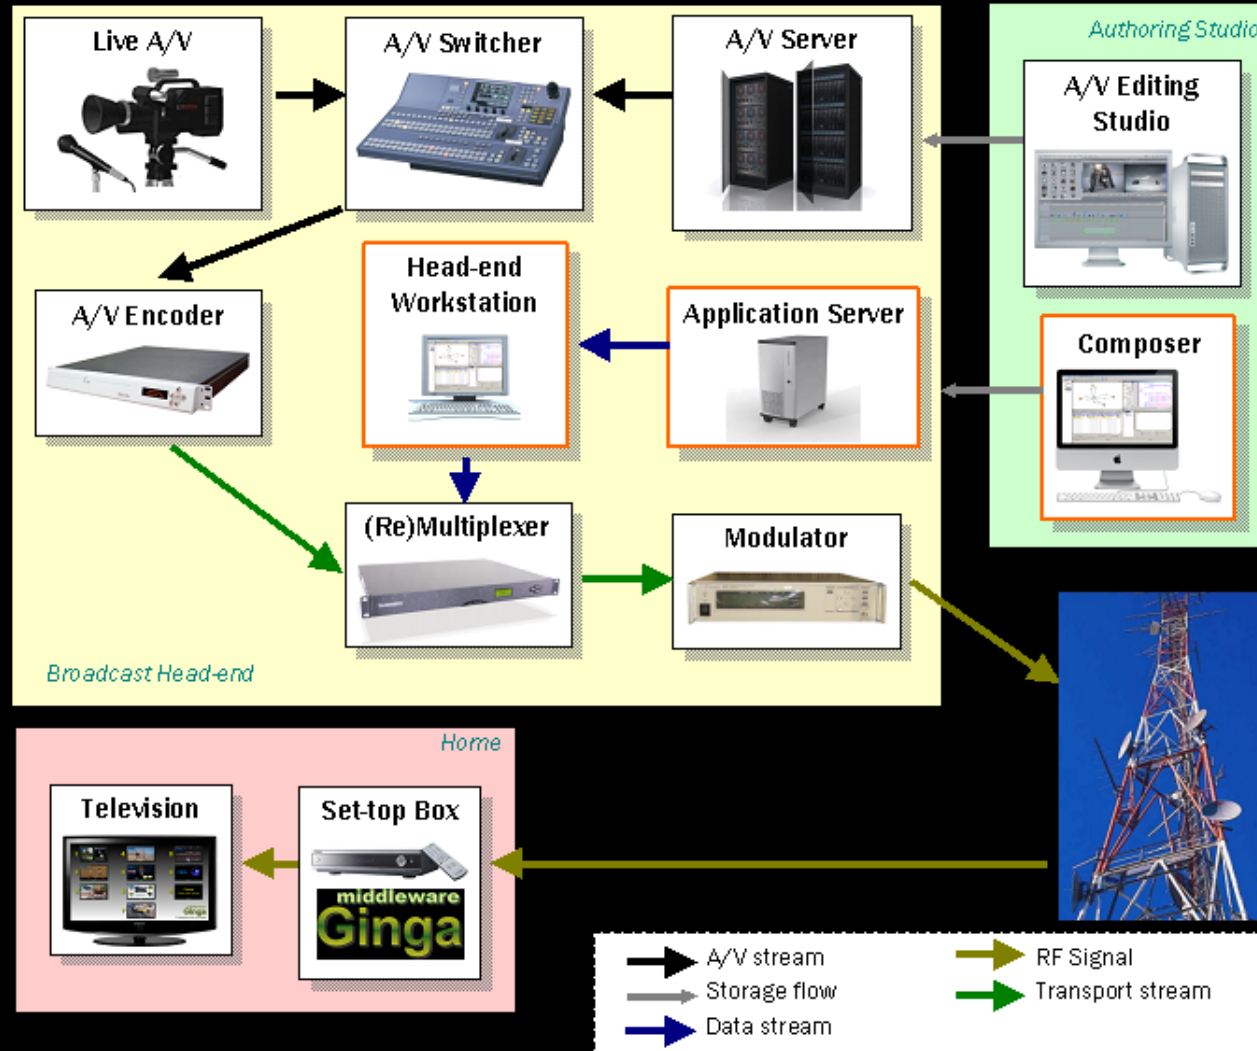 Live A/V
A/V Switcher
A/V Server
Authoring Studio
A/V Editing
Studio
A/V Encoder
Head-end
Workstation
Application Server
Composer
(Re)Multiplexer
Modulator
Broadcast Head-end
Home
Television
Set-top Box
middleware
Ginga
A/V stream
RF Signal
Storage flow
Transport stream
Data stream